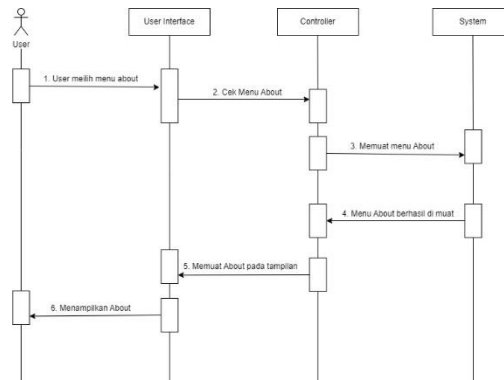 User Interface
Controller
System
User
1. User meilih menu about
2. Cek Menu About
3. Memuat menu About
4. Menu About berhasil di muat
5. Memuat About pada tampilan
6. Menampilkan About